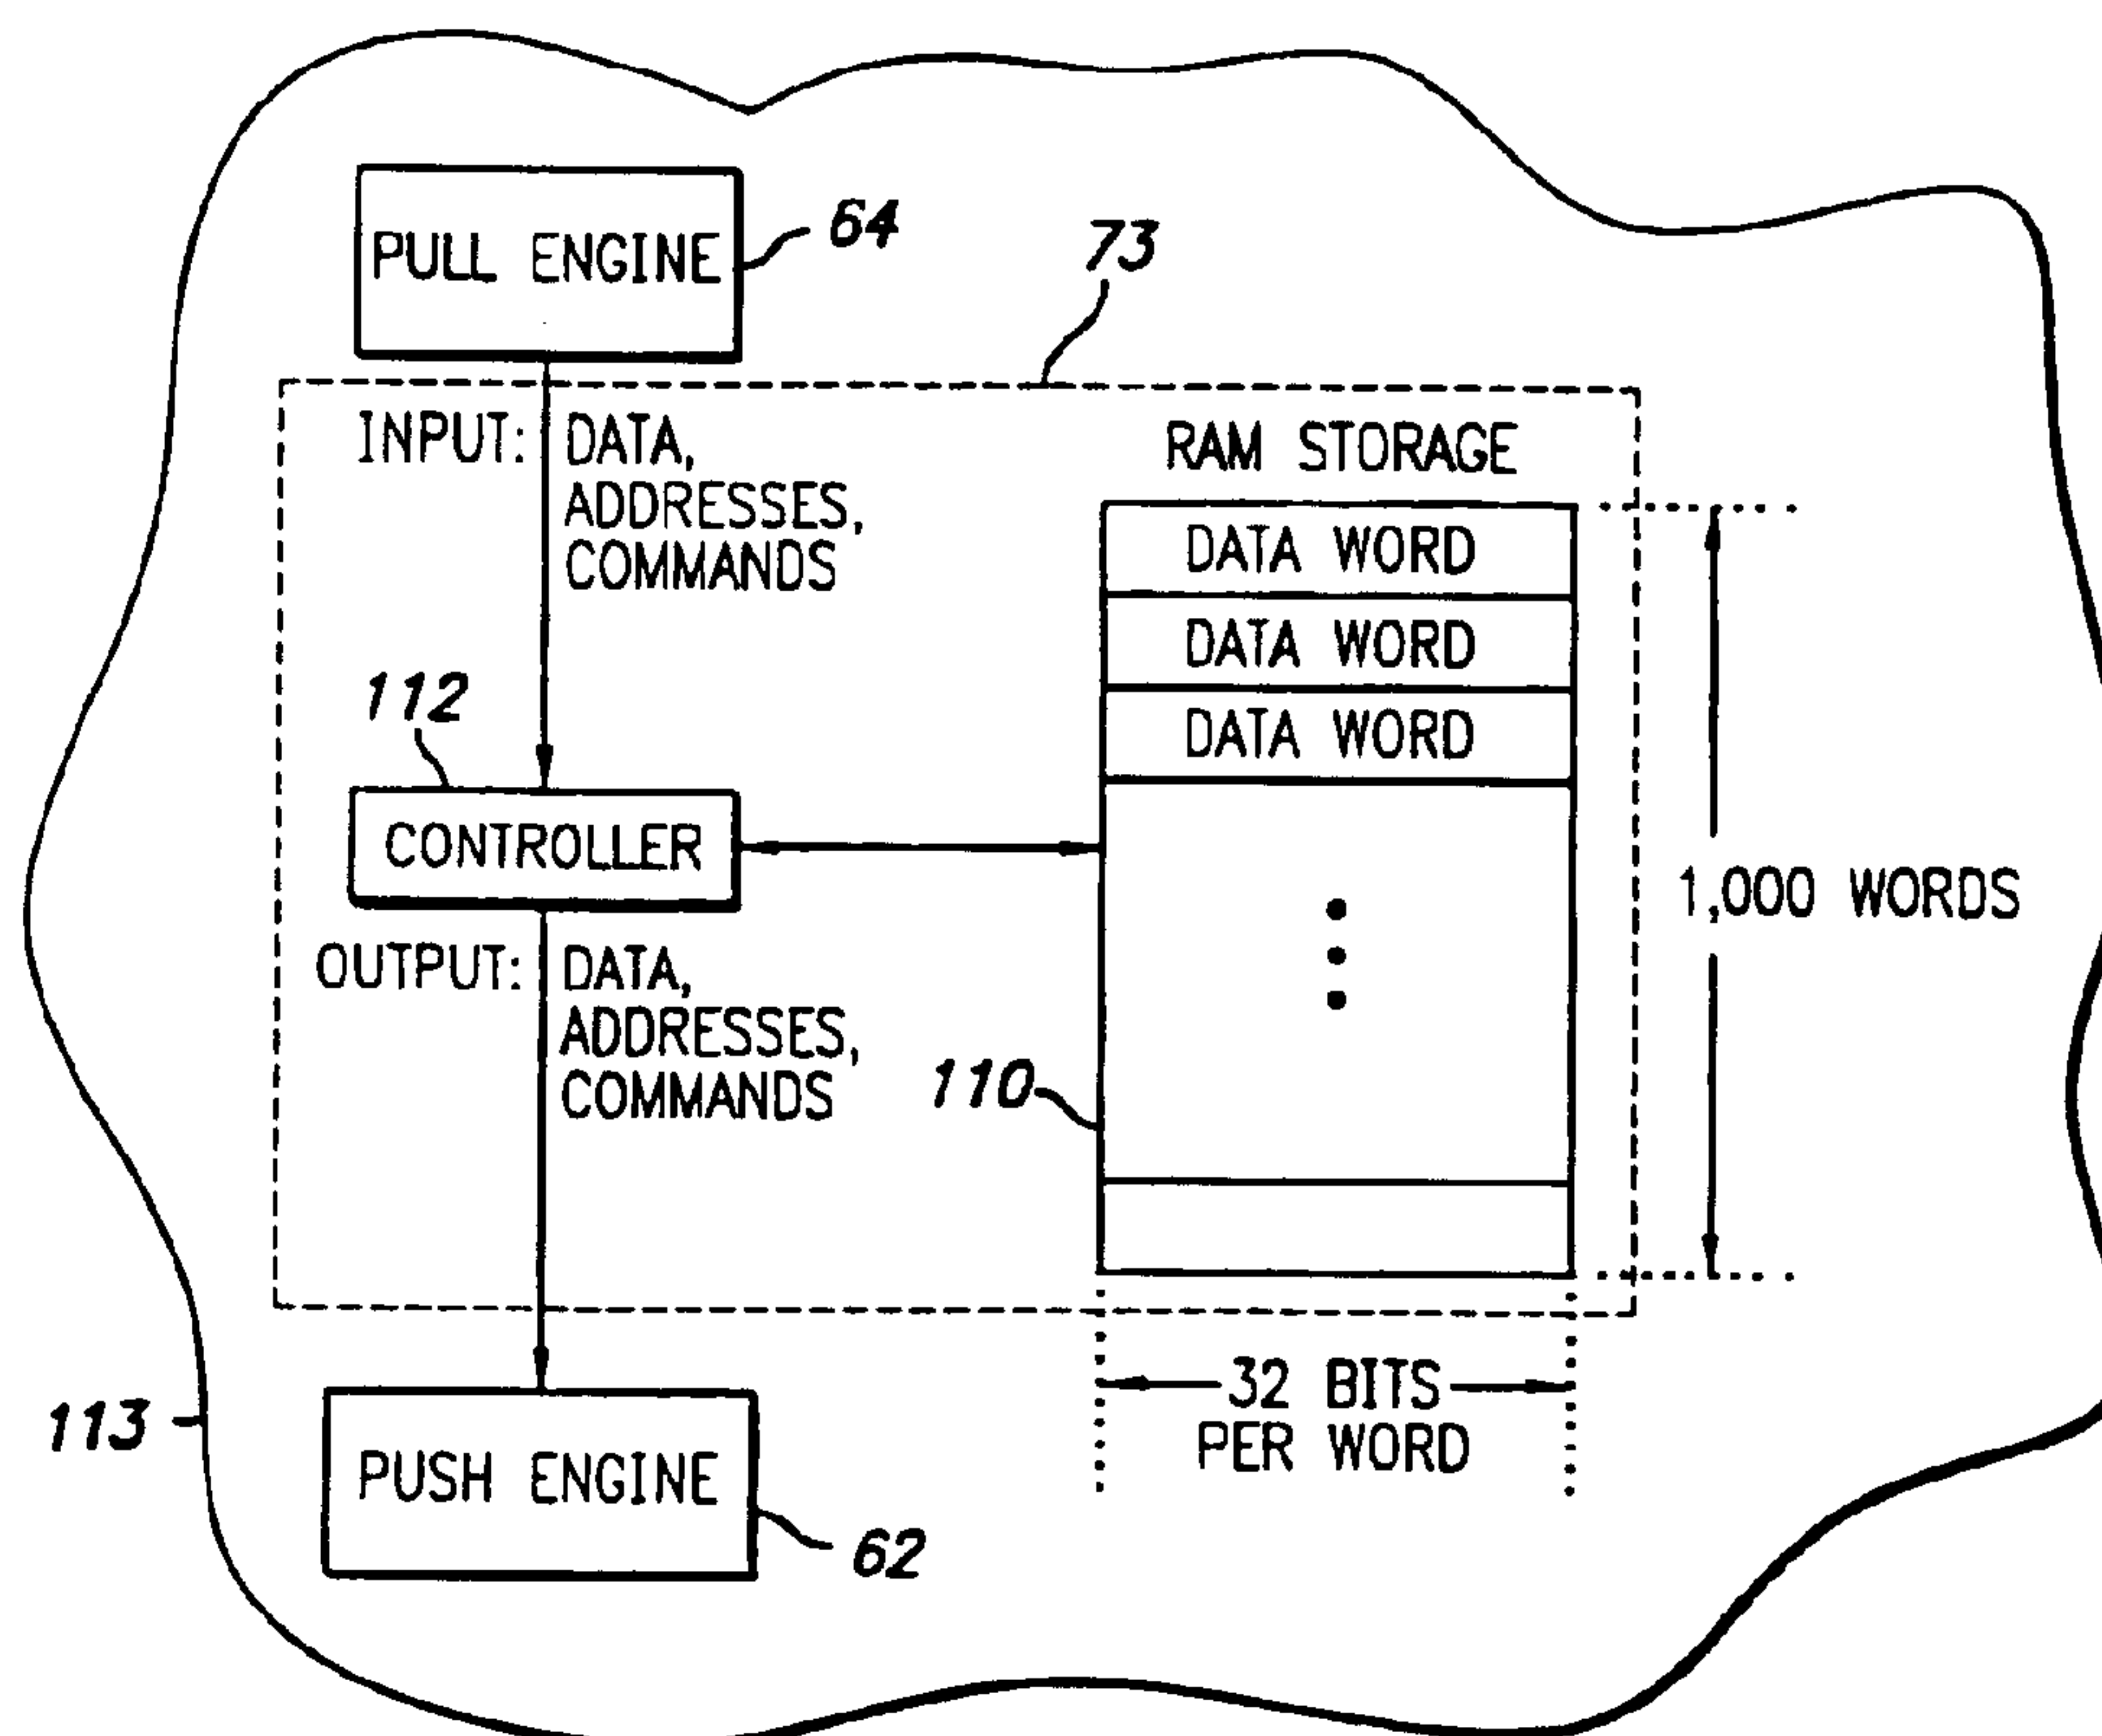 PULL ENGINE
64
73
INPUT: DATA,
ADDRESSES,
COMMANDS
RAM STORAGE
DATA WORD
DATA WORD
DATA WORD
112
CONTROLLER
1,000 WORDS
OUTPUT: DATA,
ADDRESSES,
COMMANDS
110
32 BITS
PER WORD
113
PUSH ENGINE
62